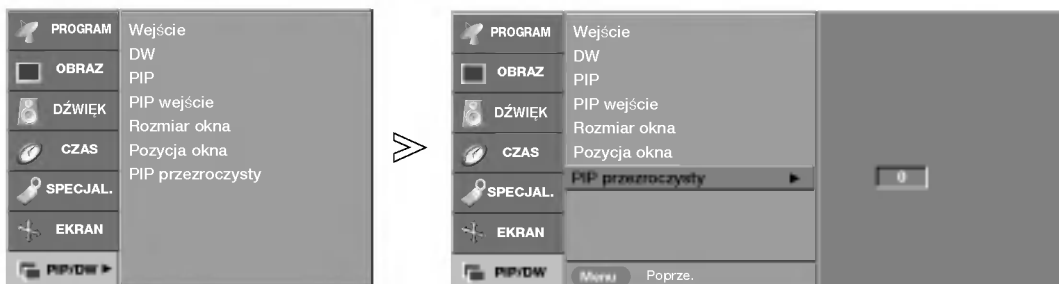 PROGRAM
OBRAZ
DŹWIĘK
CZAS
SPECJAL.
EKRAN
PIP/DW ►
Wejście
DW
PIP
PIP wejście
Rozmiar okna
Pozycja okna
PIP przezroczysty
PROGRAM
OBRAZ
DŹWIĘK
CZAS
SPECJAL.
EKRAN
PIP/DW
Wejście
DW
PIP
PIP wejście
Rozmiar okna
Pozycja okna
PIP przezroczysty ►
Menu Poprze.
0